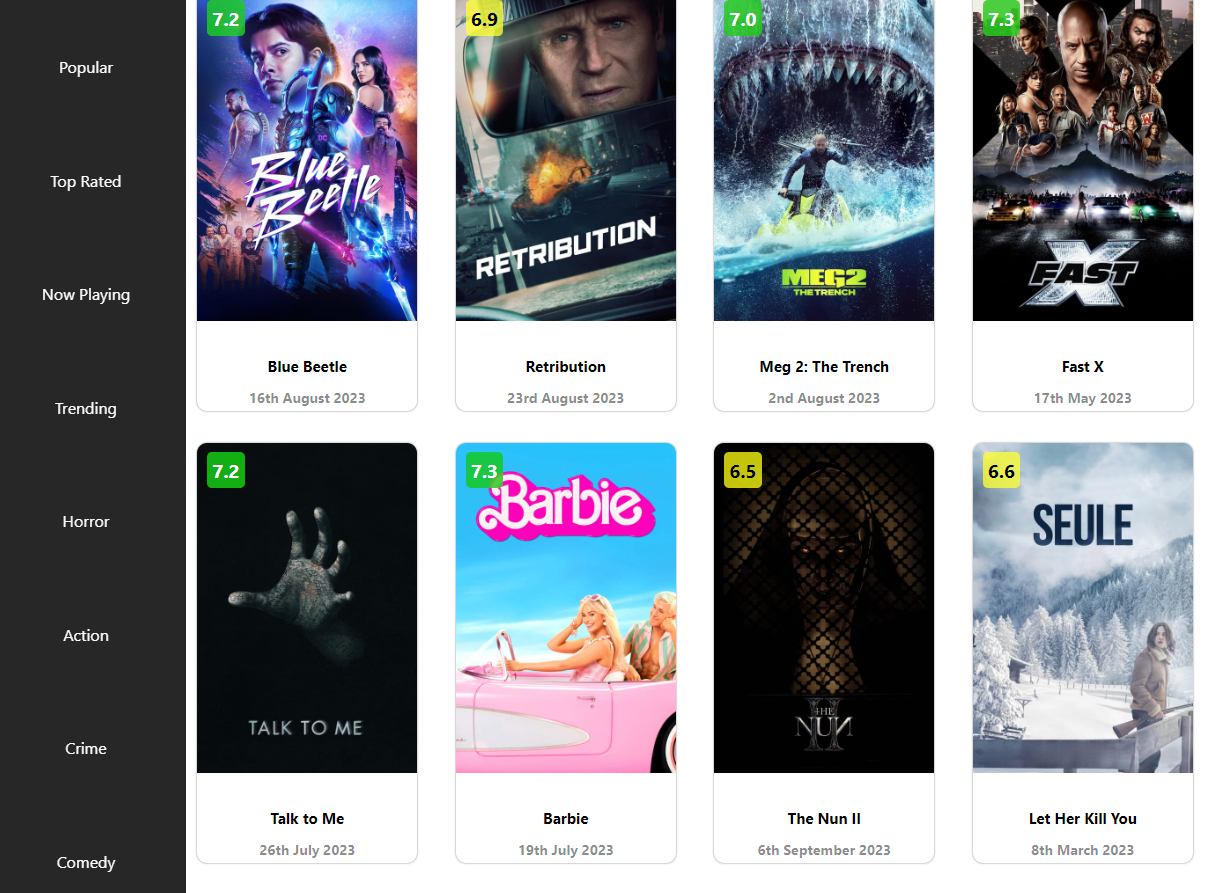 Popular
Top Rated
Now Playing
Trending
Horror
Action
Crime
Comedy
7.2
6.9
7.0
7.3
DC
Blue
Beetle
RETRIBUTION
MEG2
THE TRENCH
FAST
X
Blue Beetle
Retribution
Meg 2: The Trench
Fast X
16th August 2023
23rd August 2023
2nd August 2023
17th May 2023
7.2
7.3
6.5
6.6
Barbie
SEULE
TALK TO ME
THE
NUN
II
Talk to Me
Barbie
The Nun II
Let Her Kill You
26th July 2023
19th July 2023
6th September 2023
8th March 2023